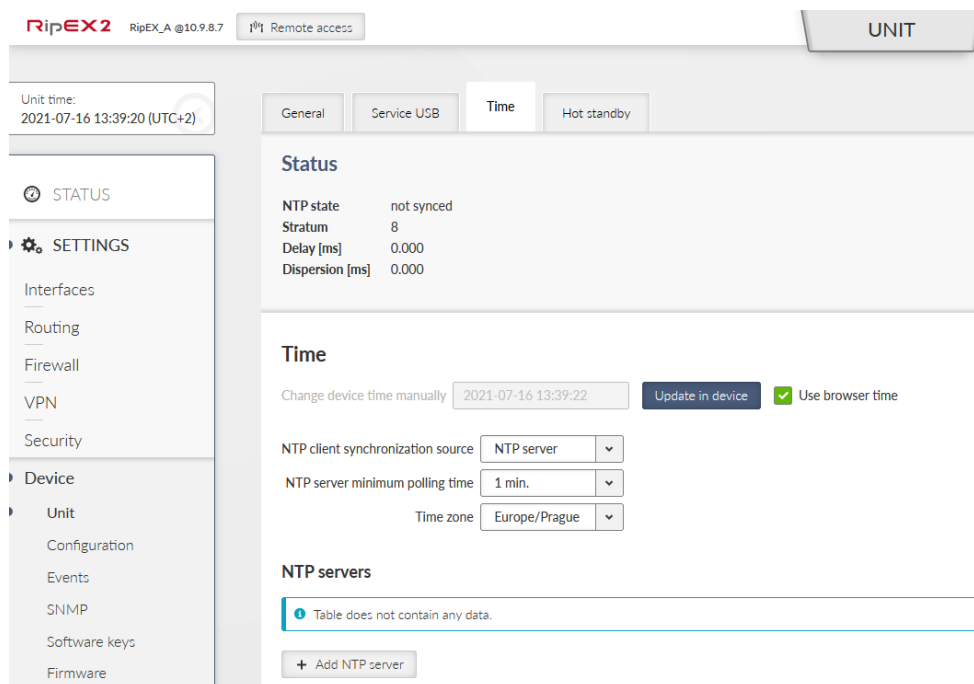 RipEX2 RipEX_A @10.9.8.7 Remote access UNIT
Unit time:
2021-07-16 13:39:20 (UTC+2)
General Service USB Time Hot standby
STATUS
SETTINGS
Interfaces
Routing
Firewall
VPN
Security
Device
Unit
Configuration
Events
SNMP
Software keys
Firmware
Status
NTP state not synced
Stratum 8
Delay [ms] 0.000
Dispersion [ms] 0.000
Time
Change device time manually 2021-07-16 13:39:22 Update in device Use browser time
NTP client synchronization source NTP server
NTP server minimum polling time 1 min.
Time zone Europe/Prague
NTP servers
Table does not contain any data.
+ Add NTP server